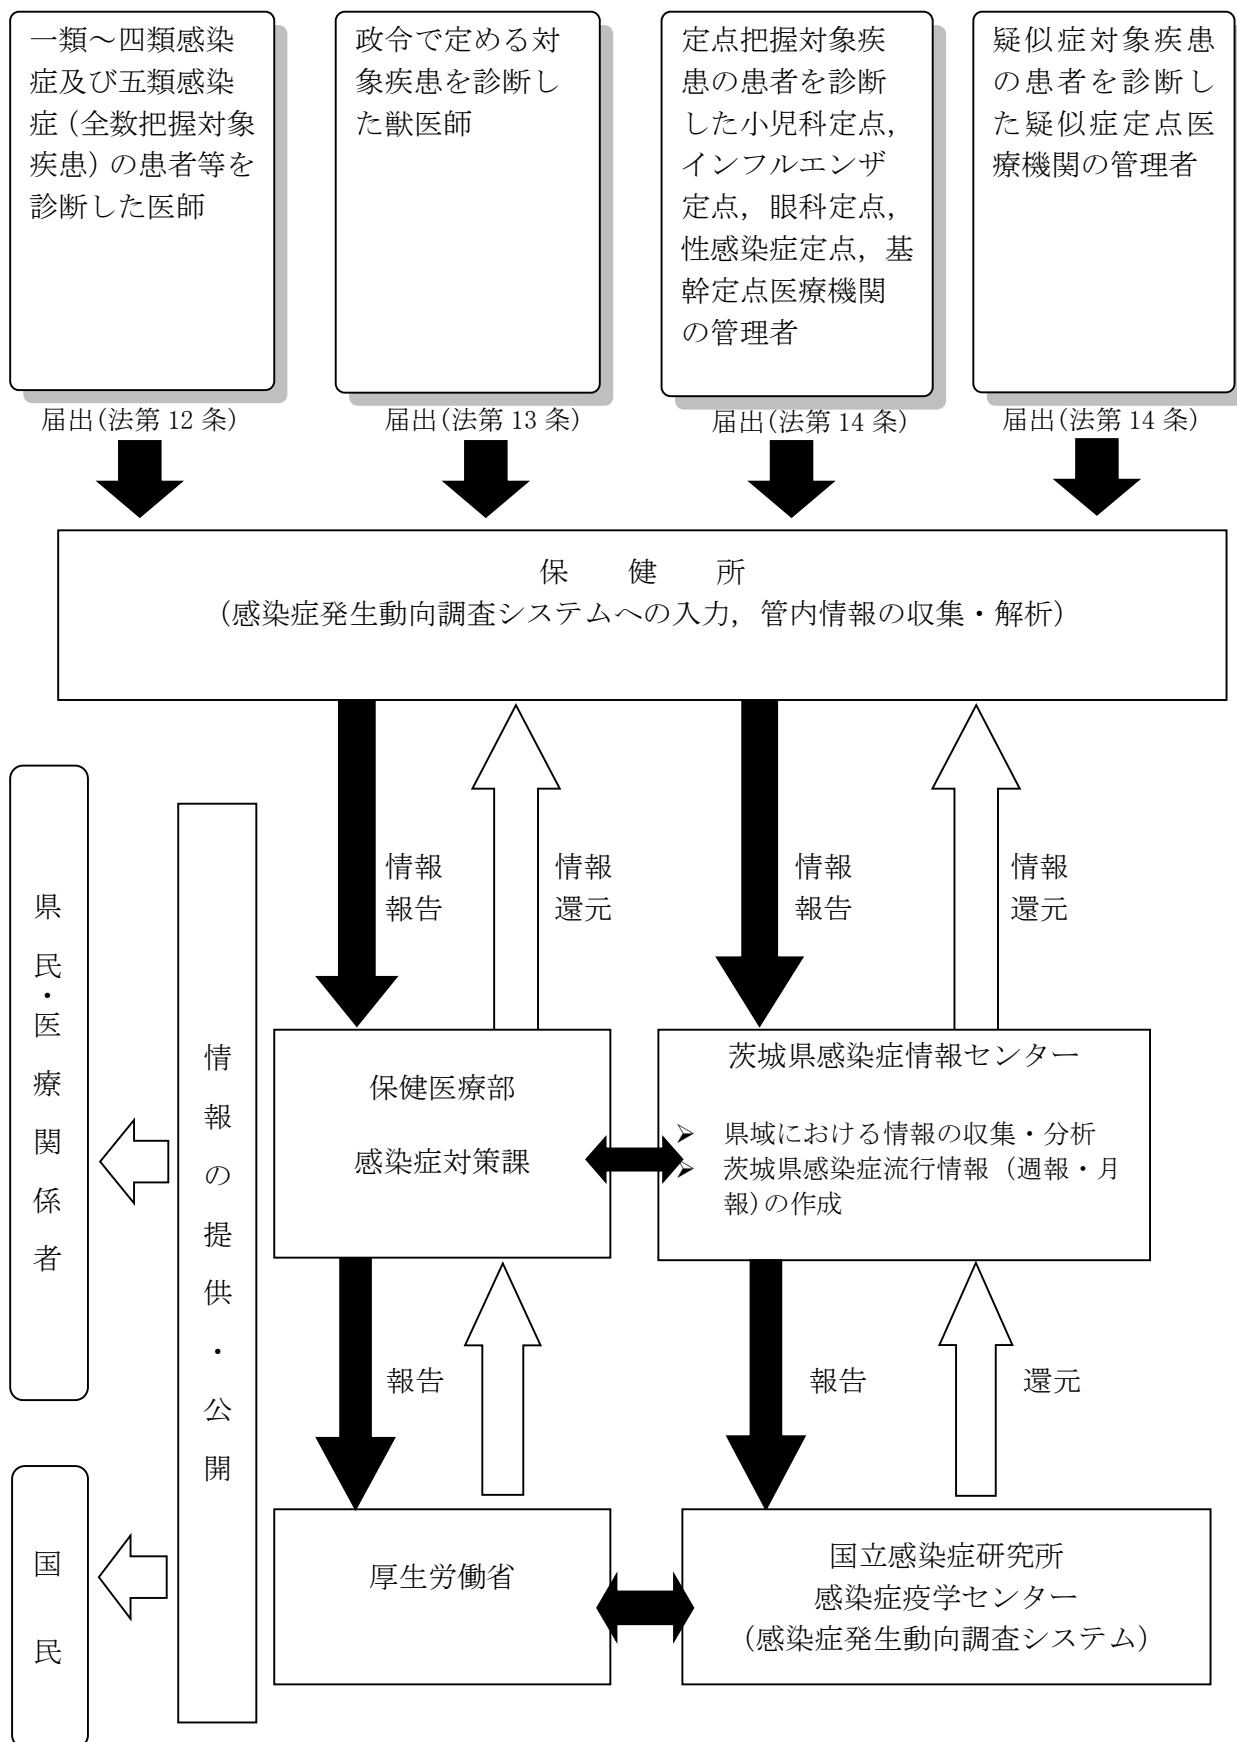 一類～四類感染
症及び五類感染
症（全数把握対象
疾患）の患者等を
診断した医師
政令で定める対
象疾患を診断し
た獣医師
定点把握対象疾
患の患者を診断
した小児科定点，
インフルエンザ
定点，眼科定点，
性感染症定点，基
幹定点医療機関
の管理者
疑似症対象疾患
の患者を診断し
た疑似症定点医
療機関の管理者
届出(法第 12 条)
届出(法第 13 条)
届出(法第 14 条)
届出(法第 14 条)
保　健　所
（感染症発生動向調査システムへの入力，管内情報の収集・解析）
情報
報告
情報
還元
情報
報告
情報
還元
県民・医療関係者
情報の提供・公開
保健医療部
感染症対策課
茨城県感染症情報センター
➢ 県域における情報の収集・分析
➢ 茨城県感染症流行情報（週報・月
報）の作成
報告
報告
還元
国民
厚生労働省
国立感染症研究所
感染症疫学センター
（感染症発生動向調査システム）